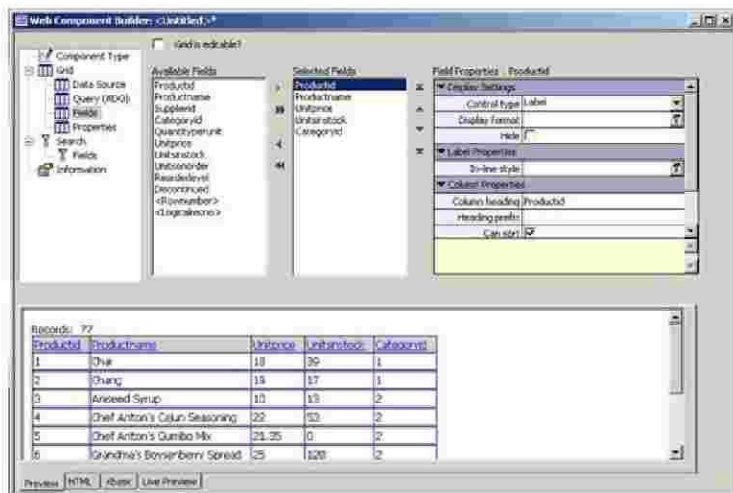 Web Component Builder: <Untitled>*
Grid is editable?
Component Type
Grid
Data Source
Query (XDQ)
Fields
Properties
Search
Fields
Information
Available Fields
Productid
Productname
Supplierid
Categoryid
Quantityperunit
Unitprice
Unitsinstock
Unitsonorder
Reorderlevel
Discontinued
<Rownumber>
<Logicalrecno>
Selected Fields
Productid
Productname
Unitprice
Unitsinstock
Categoryid
Field Properties : Productid
Display Settings
Control type Label
Display format
Hide
Label Properties
In-line style
Column Properties
Column heading Productid
Heading prefix
Can sort
Records: 77
Productid Productname Unitprice Unitsinstock Categoryid
1 Chai 18 39 1
2 Chang 19 17 1
3 Aniseed Syrup 10 13 2
4 Chef Anton's Cajun Seasoning 22 53 2
5 Chef Anton's Gumbo Mix 21.35 0 2
6 Grandma's Boysenberry Spread 25 120 2
Preview HTML Xbasic Live Preview